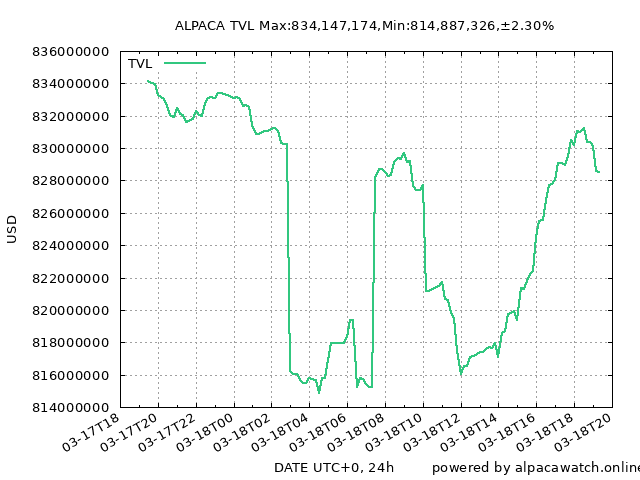 ALPACA TVL Max:834,147,174,Min:814,887,326,±2.30%
TVL
836000000
834000000
832000000
830000000
828000000
826000000
824000000
822000000
820000000
818000000
816000000
814000000
USD
03-17T18
03-17T20
03-17T22
03-18T00
03-18T02
03-18T04
03-18T06
03-18T08
03-18T10
03-18T12
03-18T14
03-18T16
03-18T18
03-18T20
DATE UTC+0, 24h
powered by alpacawatch.online